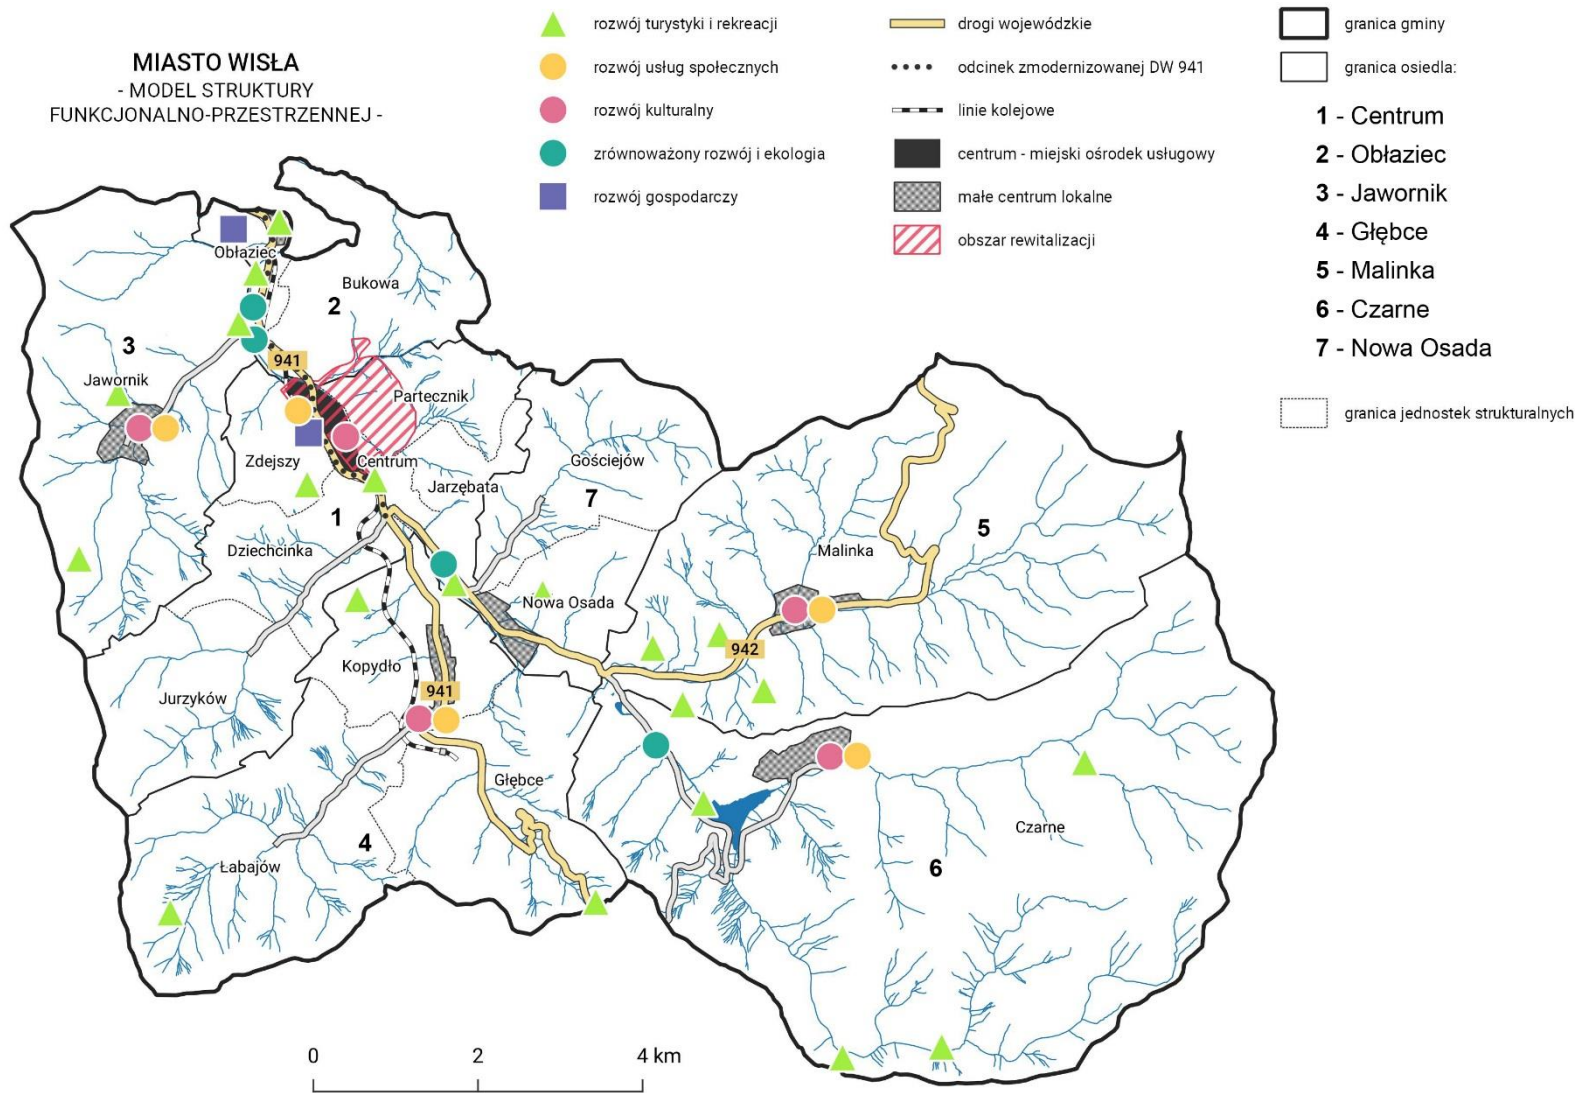 MIASTO WISŁA
- MODEL STRUKTURY
FUNKCJONALNO-PRZESTRZENNEJ -
rozwój turystyki i rekreacji
rozwój usług społecznych
rozwój kulturalny
zrównoważony rozwój i ekologia
rozwój gospodarczy
drogi wojewódzkie
odcinek zmodernizowanej DW 941
linie kolejowe
centrum - miejski ośrodek usługowy
małe centrum lokalne
obszar rewitalizacji
granica gminy
granica osiedla:
1 - Centrum
2 - Obłaziec
3 - Jawornik
4 - Głębce
5 - Malinka
6 - Czarne
7 - Nowa Osada
granica jednostek strukturalnych
Obłaziec
Bukowa
2
3
941
Jawornik
Partecznik
Zdejszy
Centrum
Jarzębata
Gościejów
7
1
5
Dziechcinka
Malinka
Nowa Osada
942
Kopydło
941
Jurzyków
Głębce
Czarne
4
Łabajów
6
0
2
4 km